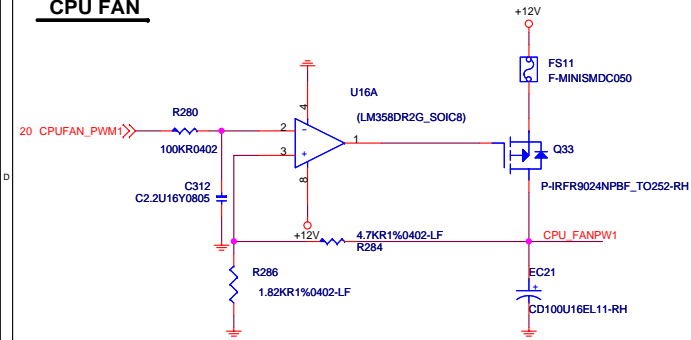 CPU FAN
+12V
FS11
F-MINISMDC050
U16A
(LM358DR2G_SOIC8)
4
R280
20 CPUFAN_PWM1
2
-
1
100KR0402
3
+
Q33
P-IRFR9024NPBF_TO252-RH
D
C312
C2.2U16Y0805
8
+12V
4.7KR1%0402-LF
R284
CPU_FANPW1
R286
1.82KR1%0402-LF
EC21
+
CD100U16EL11-RH